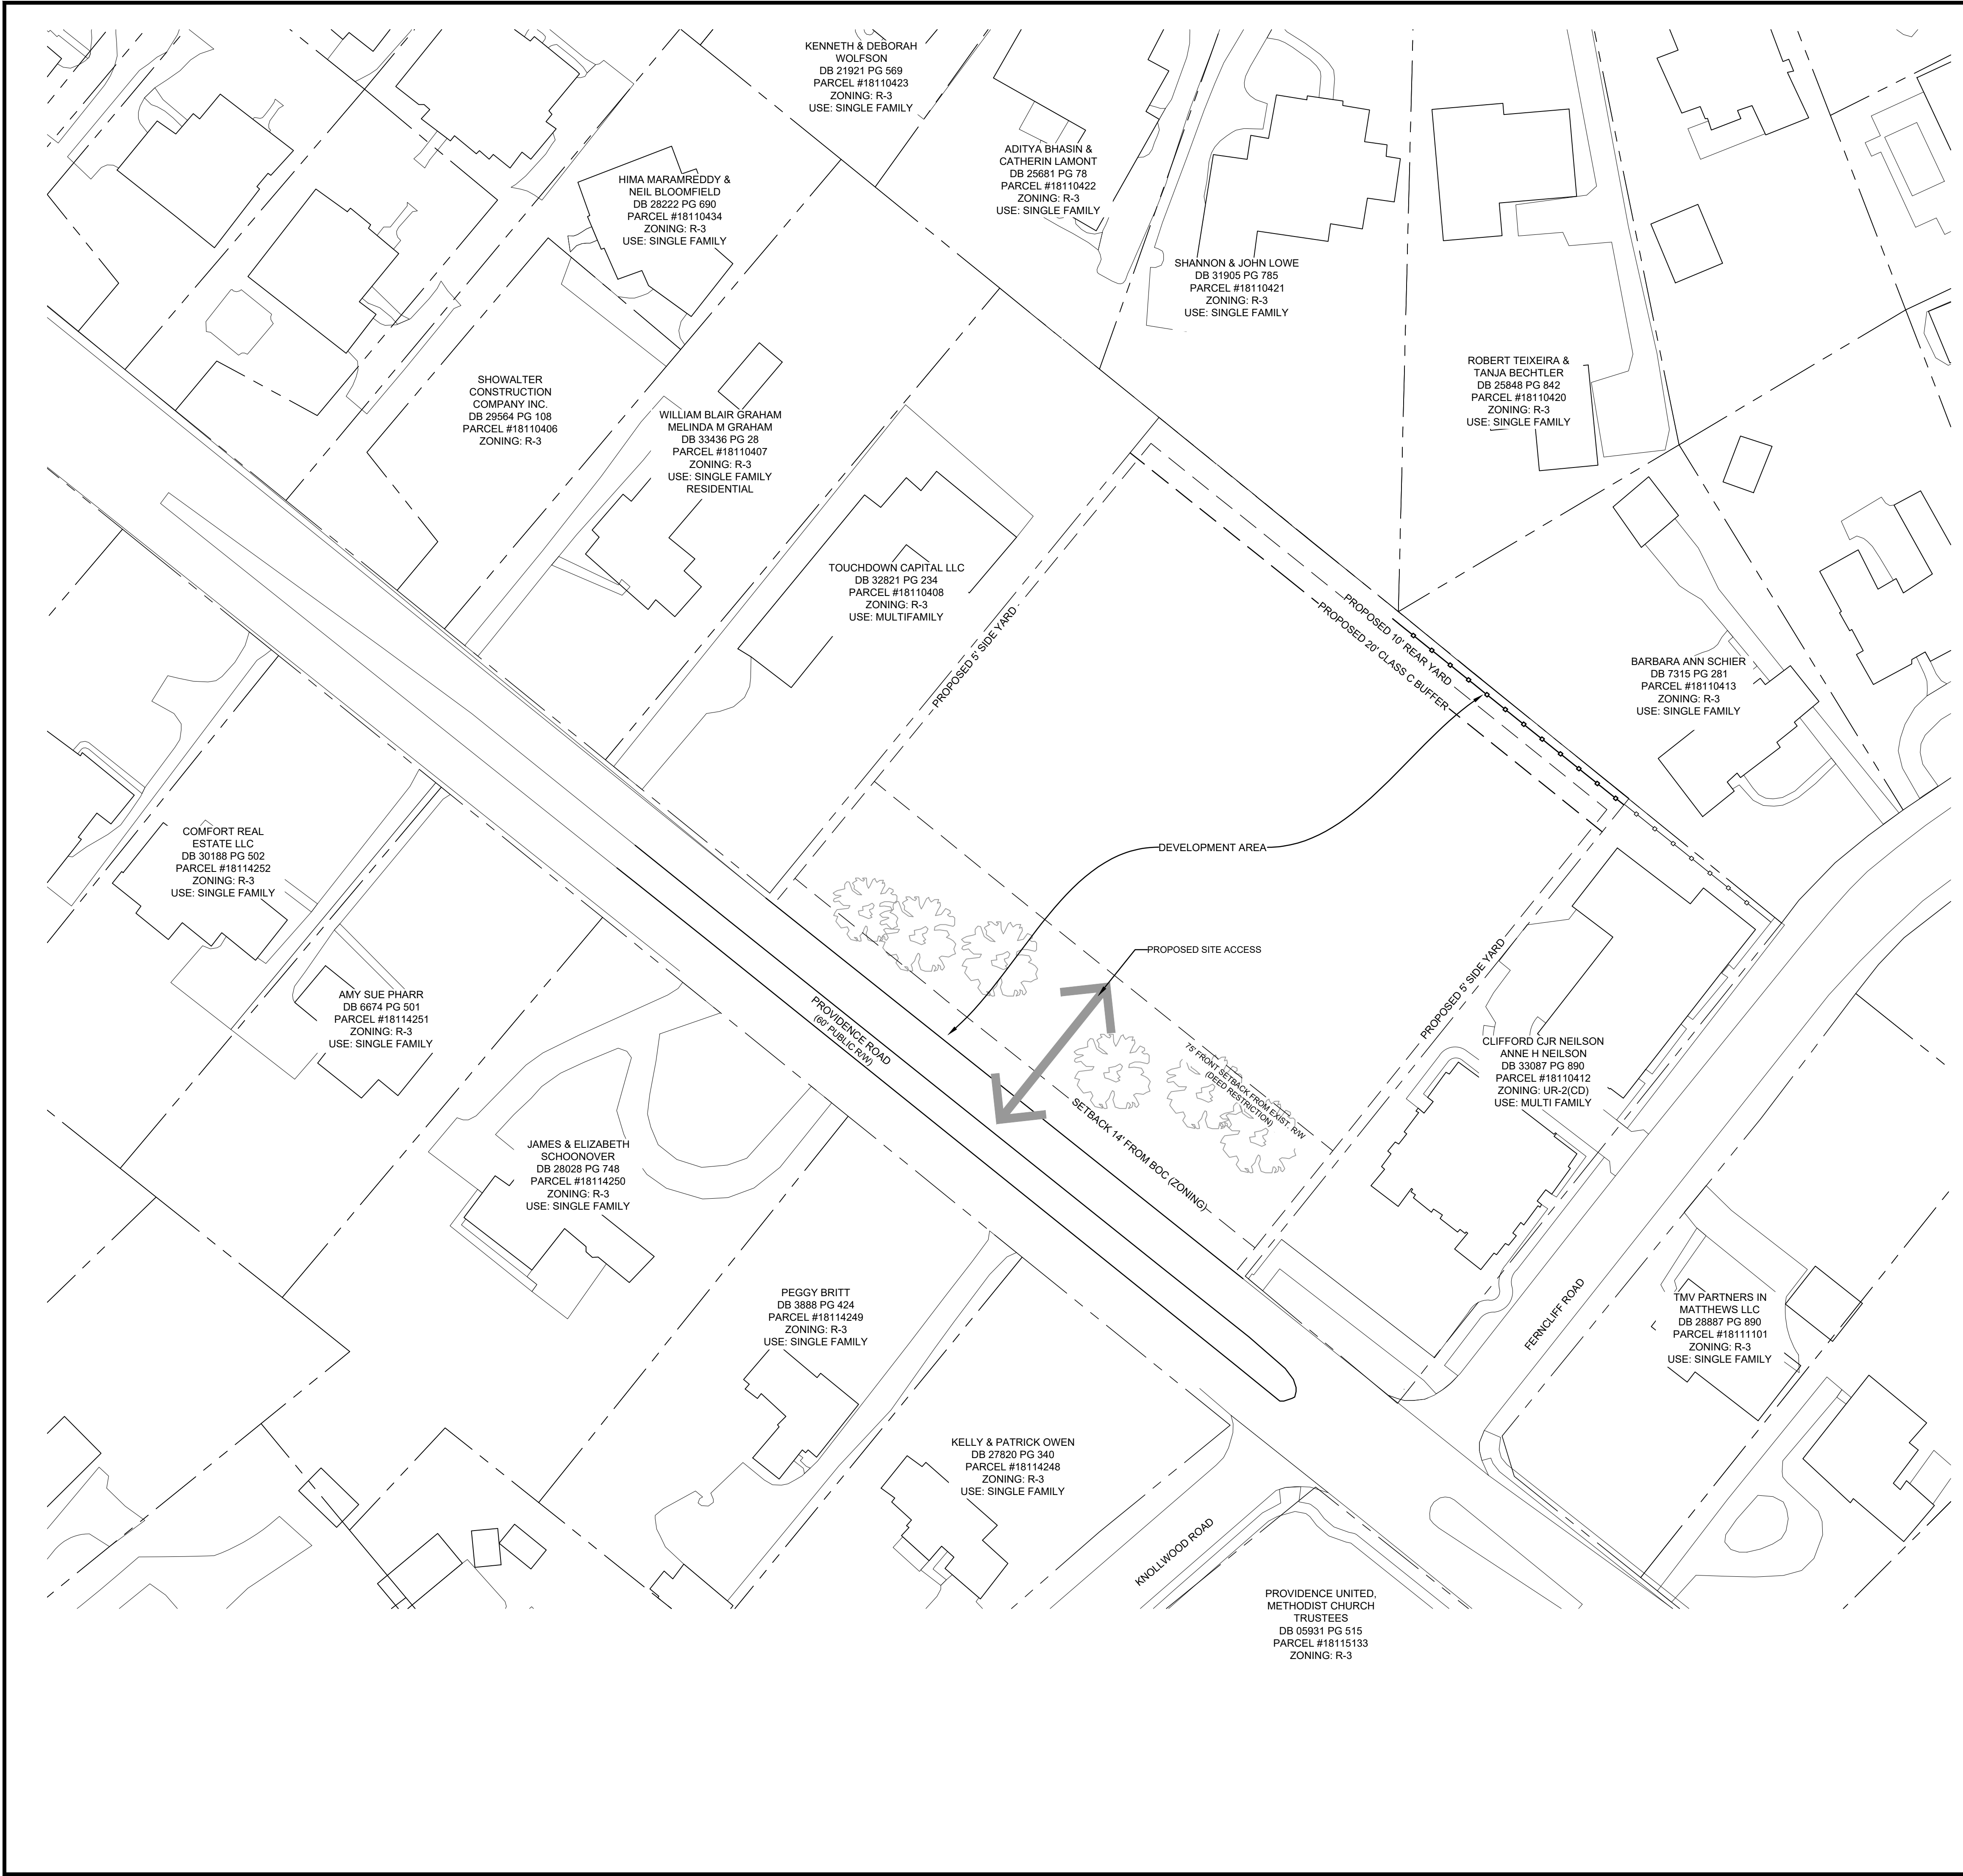 KENNETH & DEBORAH
WOLFSON
DB 21921 PG 569
PARCEL #18110423
ZONING: R-3
USE: SINGLE FAMILY
ADITYA BHASIN &
CATHERIN LAMONT
DB 25681 PG 78
PARCEL #18110422
ZONING: R-3
USE: SINGLE FAMILY
HIMA MARAMREDDY &
NEIL BLOOMFIELD
DB 28222 PG 690
PARCEL #18110434
ZONING: R-3
USE: SINGLE FAMILY
SHANNON & JOHN LOWE
DB 31905 PG 785
PARCEL #18110421
ZONING: R-3
USE: SINGLE FAMILY
ROBERT TEIXEIRA &
TANJA BECHTLER
DB 25848 PG 842
PARCEL #18110420
ZONING: R-3
USE: SINGLE FAMILY
SHOWALTER
CONSTRUCTION
COMPANY INC.
DB 29564 PG 108
PARCEL #18110406
ZONING: R-3
WILLIAM BLAIR GRAHAM
MELINDA M GRAHAM
DB 33436 PG 28
PARCEL #18110407
ZONING: R-3
USE: SINGLE FAMILY
RESIDENTIAL
TOUCHDOWN CAPITAL LLC
DB 32821 PG 234
PARCEL #18110408
ZONING: R-3
USE: MULTIFAMILY
PROPOSED 5' SIDE YARD
PROPOSED 10' REAR YARD
PROPOSED 20' CLASS C BUFFER
BARBARA ANN SCHIER
DB 7315 PG 281
PARCEL #18110413
ZONING: R-3
USE: SINGLE FAMILY
COMFORT REAL
ESTATE LLC
DB 30188 PG 502
PARCEL #18114252
ZONING: R-3
USE: SINGLE FAMILY
DEVELOPMENT AREA
PROPOSED SITE ACCESS
PROPOSED 5' SIDE YARD
AMY SUE PHARR
DB 6674 PG 501
PARCEL #18114251
ZONING: R-3
USE: SINGLE FAMILY
PROVIDENCE ROAD
(60' PUBLIC R/W)
75' FRONT SETBACK FROM EXIST. R/W
(DEED RESTRICTION)
SETBACK 14' FROM BOC (ZONING)
CLIFFORD CJR NEILSON
ANNE H NEILSON
DB 33087 PG 890
PARCEL #18110412
ZONING: UR-2(CD)
USE: MULTI FAMILY
JAMES & ELIZABETH
SCHOONOVER
DB 28028 PG 748
PARCEL #18114250
ZONING: R-3
USE: SINGLE FAMILY
PEGGY BRITT
DB 3888 PG 424
PARCEL #18114249
ZONING: R-3
USE: SINGLE FAMILY
FERNCLIFF ROAD
TMV PARTNERS IN
MATTHEWS LLC
DB 28887 PG 890
PARCEL #18111101
ZONING: R-3
USE: SINGLE FAMILY
KELLY & PATRICK OWEN
DB 27820 PG 340
PARCEL #18114248
ZONING: R-3
USE: SINGLE FAMILY
KNOLLWOOD ROAD
PROVIDENCE UNITED,
METHODIST CHURCH
TRUSTEES
DB 05931 PG 515
PARCEL #18115133
ZONING: R-3